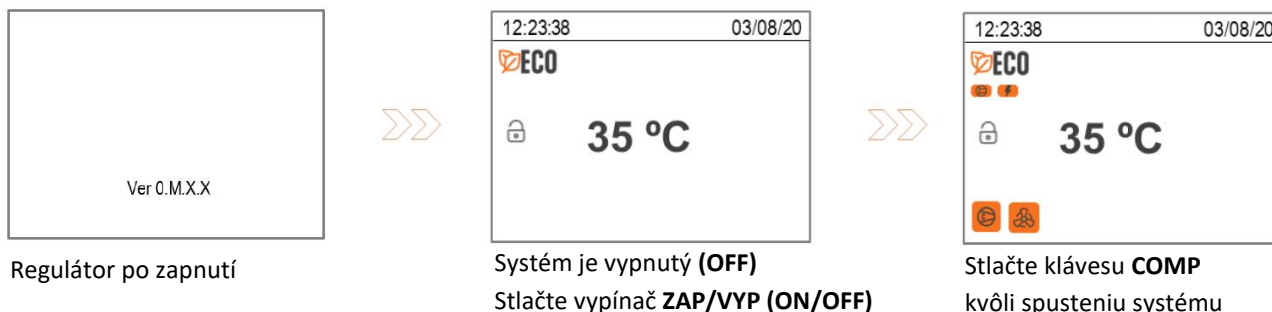 Ver 0.M.X.X
Regulátor po zapnutí
12:23:38 03/08/20
ECO
35 ºC
Systém je vypnutý (OFF)
Stlačte vypínač ZAP/VYP (ON/OFF)
12:23:38 03/08/20
ECO
35 ºC
Stlačte klávesu COMP
kvôli spusteniu systému